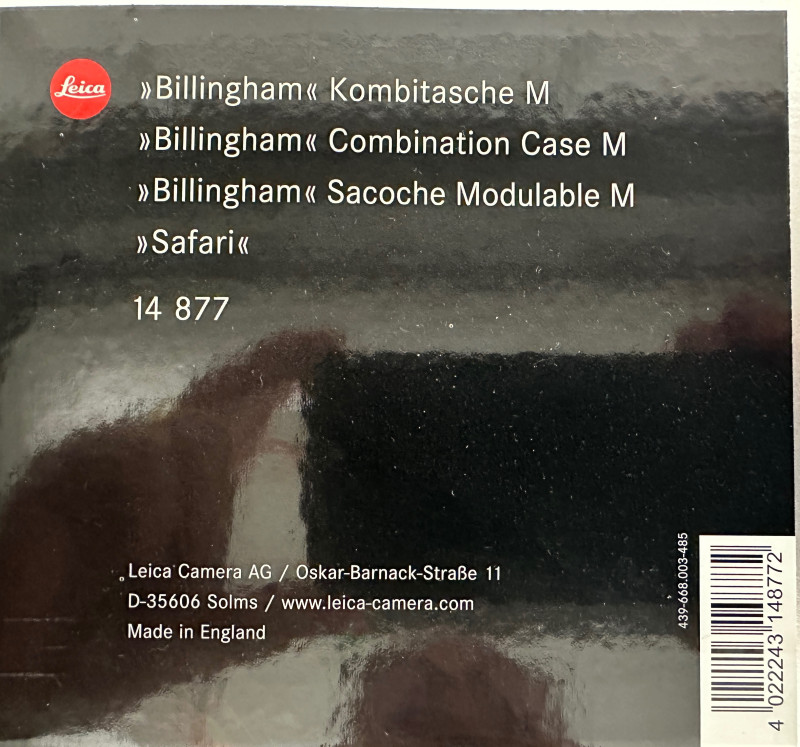 Leica
»Billingham« Kombitasche M
»Billingham« Combination Case M
»Billingham« Sacoche Modulable M
»Safari«
14 877
Leica Camera AG / Oskar-Barnack-Straße 11
D-35606 Solms / www.leica-camera.com
Made in England
439-668.003-485
4 022243 148772